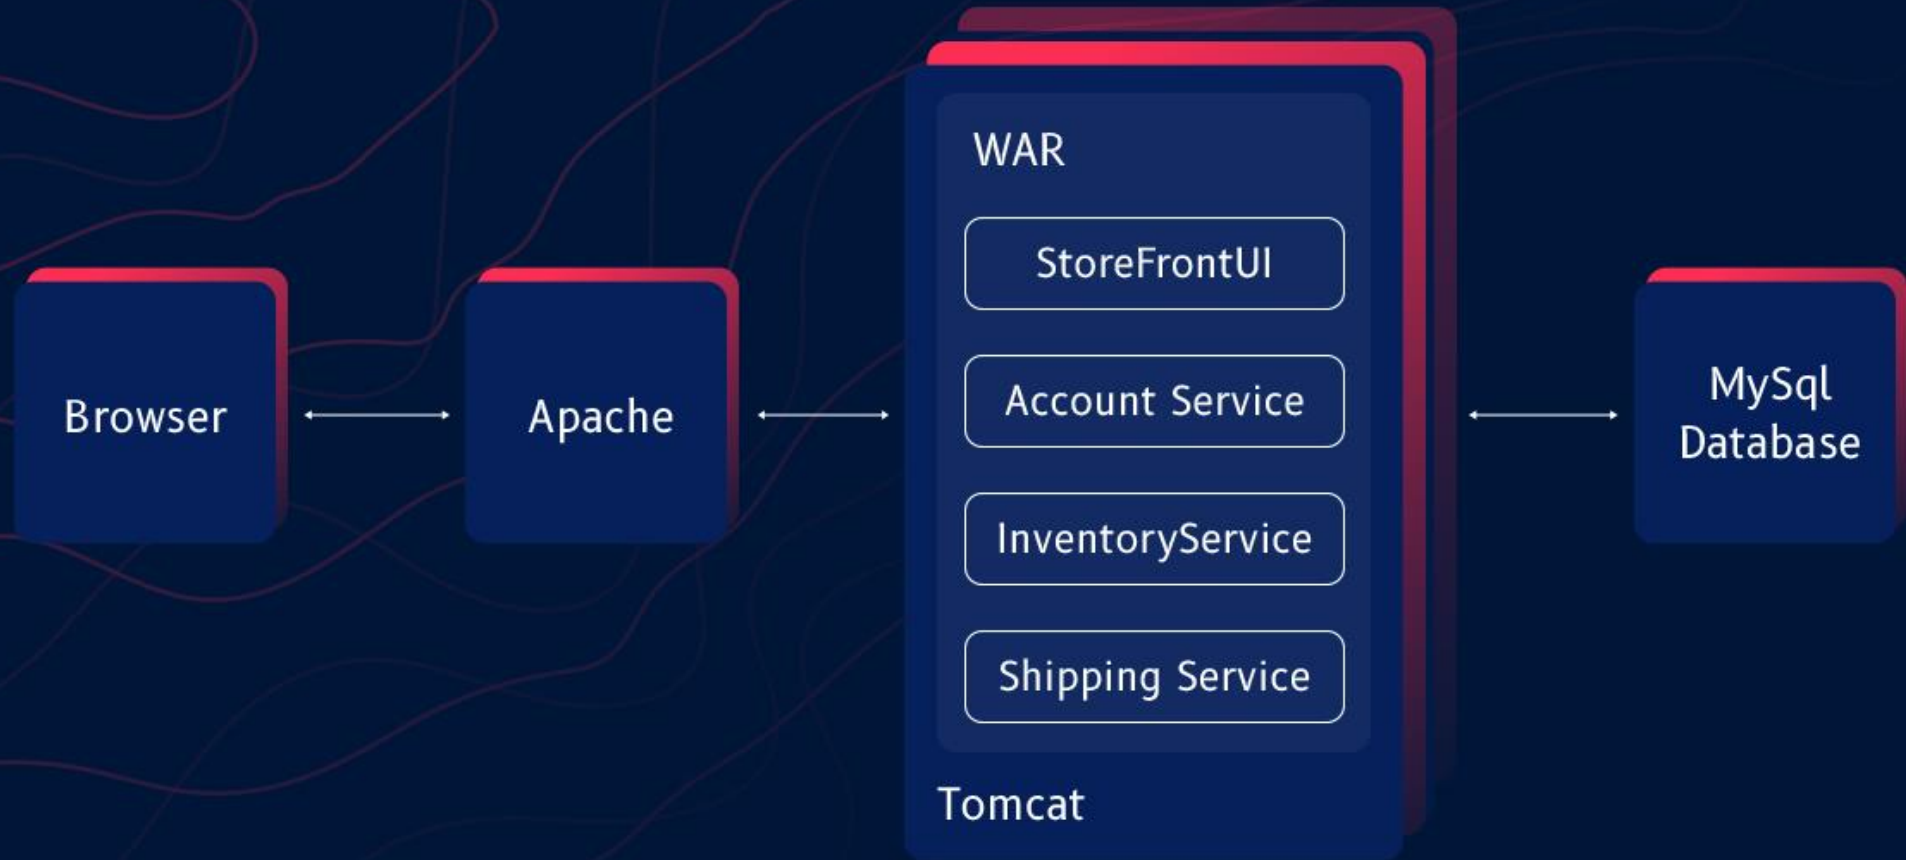 Browser
Apache
WAR
StoreFrontUI
Account Service
InventoryService
Shipping Service
Tomcat
MySql
Database